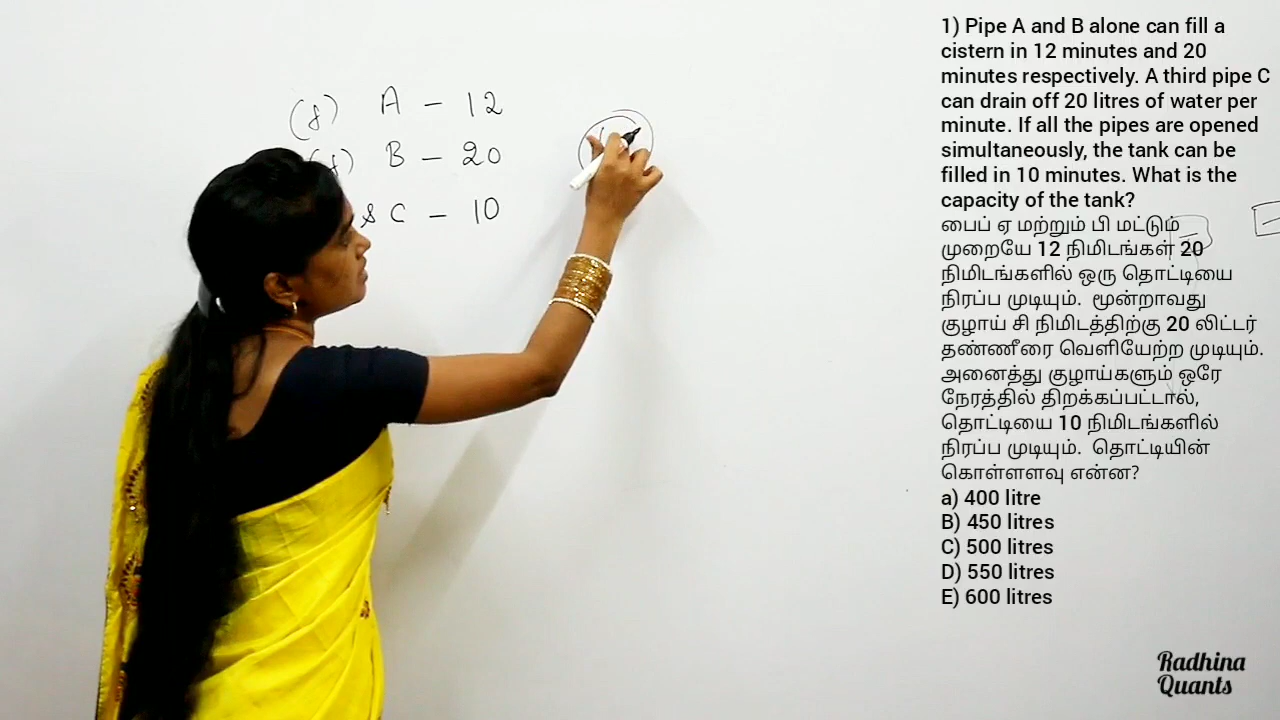 (f) A - 12
B - 20
C - 10
1) Pipe A and B alone can fill a
cistern in 12 minutes and 20
minutes respectively. A third pipe C
can drain off 20 litres of water per
minute. If all the pipes are opened
simultaneously, the tank can be
filled in 10 minutes. What is the
capacity of the tank?
பைப் ஏ மற்றும் பி மட்டும்
முறையே 12 நிமிடங்கள் 20
நிமிடங்களில் ஒரு தொட்டியை
நிரப்ப முடியும். மூன்றாவது
குழாய் சி நிமிடத்திற்கு 20 லிட்டர்
தண்ணீரை வெளியேற்ற முடியும்.
அனைத்து குழாய்களும் ஒரே
நேரத்தில் திறக்கப்பட்டால்,
தொட்டியை 10 நிமிடங்களில்
நிரப்ப முடியும். தொட்டியின்
கொள்ளளவு என்ன?
a) 400 litre
B) 450 litres
C) 500 litres
D) 550 litres
E) 600 litres
Radhina
Quants